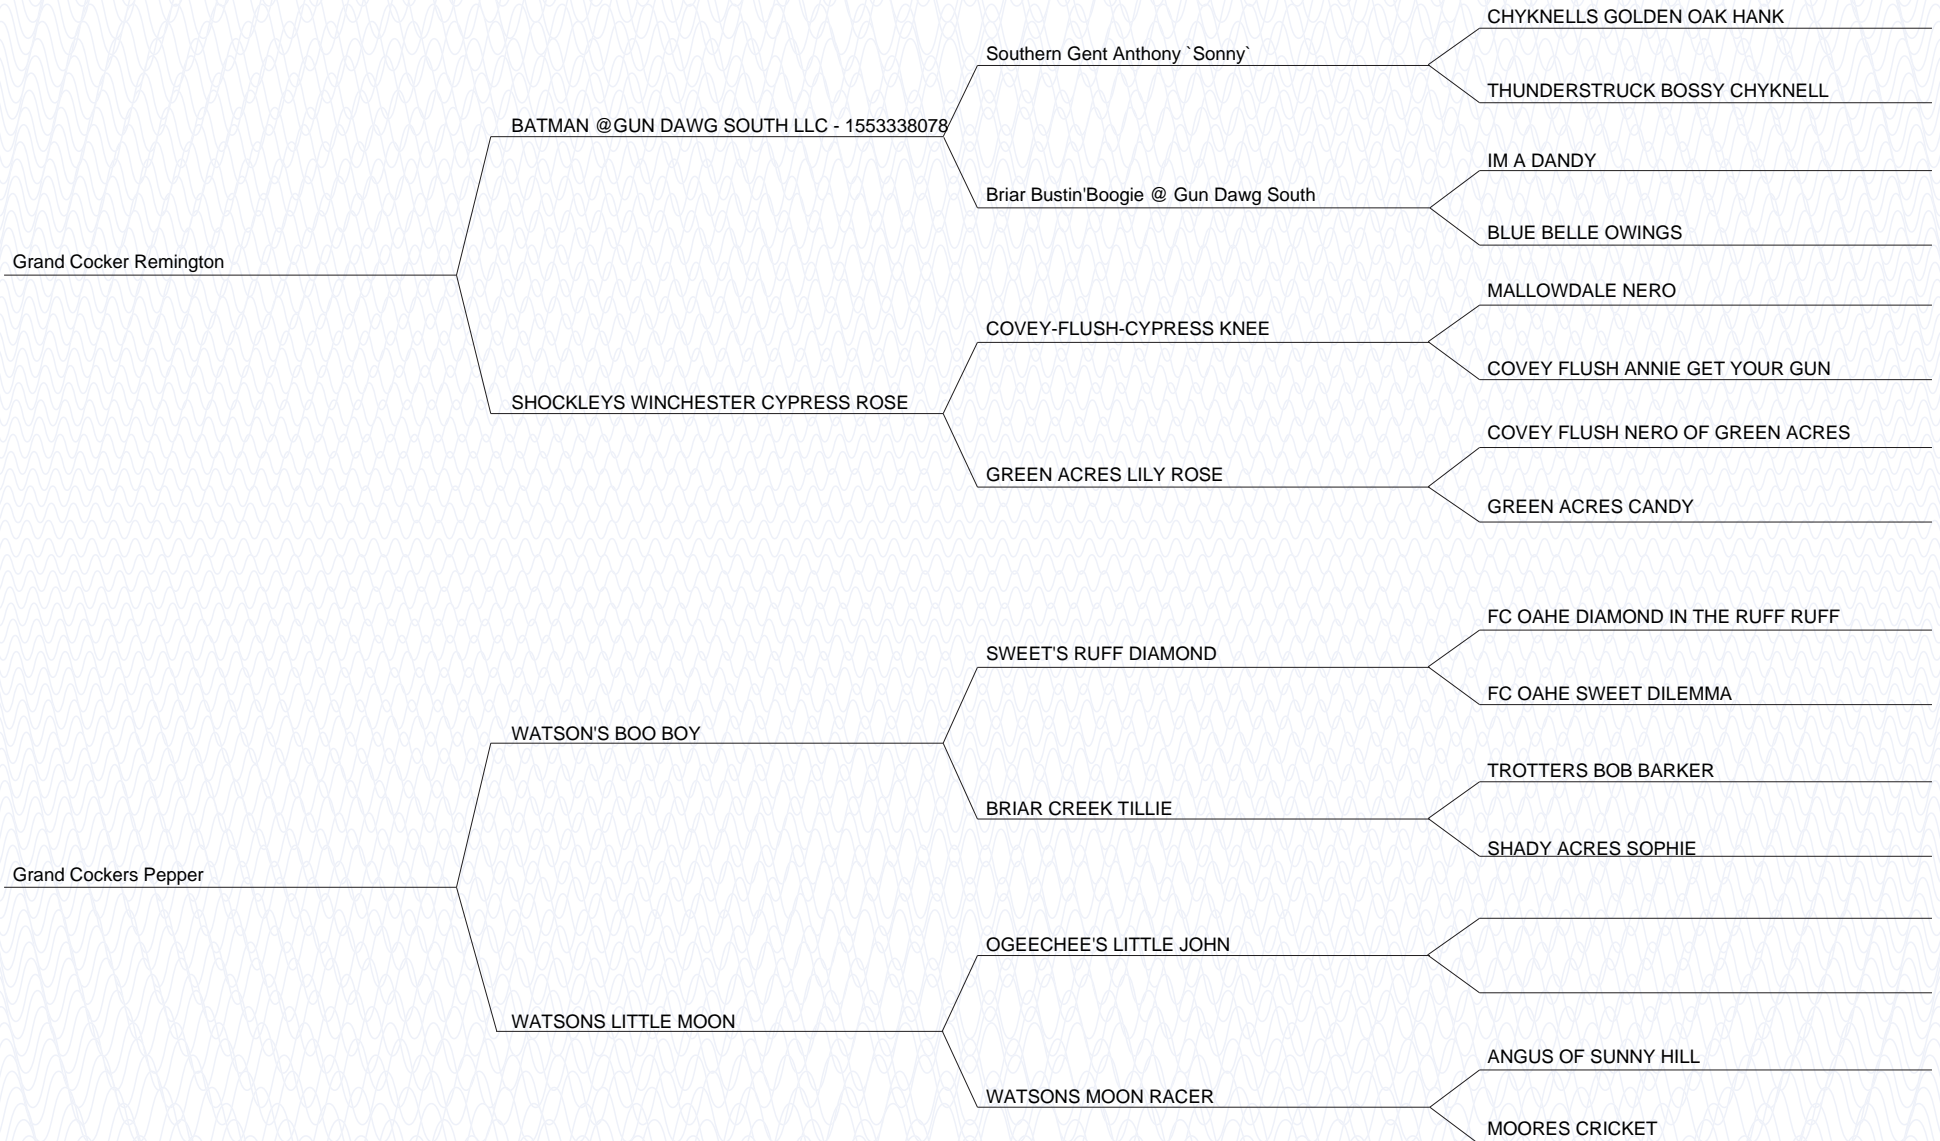 CHYKNELLS GOLDEN OAK HANK
Southern Gent Anthony `Sonny`
THUNDERSTRUCK BOSSY CHYKNELL
BATMAN @GUN DAWG SOUTH LLC - 1553338078
IM A DANDY
Briar Bustin'Boogie @ Gun Dawg South
BLUE BELLE OWINGS
Grand Cocker Remington
MALLOWDALE NERO
COVEY-FLUSH-CYPRESS KNEE
COVEY FLUSH ANNIE GET YOUR GUN
SHOCKLEYS WINCHESTER CYPRESS ROSE
COVEY FLUSH NERO OF GREEN ACRES
GREEN ACRES LILY ROSE
GREEN ACRES CANDY
FC OAHE DIAMOND IN THE RUFF RUFF
SWEET'S RUFF DIAMOND
FC OAHE SWEET DILEMMA
WATSON'S BOO BOY
TROTTERS BOB BARKER
BRIAR CREEK TILLIE
SHADY ACRES SOPHIE
Grand Cockers Pepper
OGEECHEE'S LITTLE JOHN
WATSONS LITTLE MOON
ANGUS OF SUNNY HILL
WATSONS MOON RACER
MOORES CRICKET